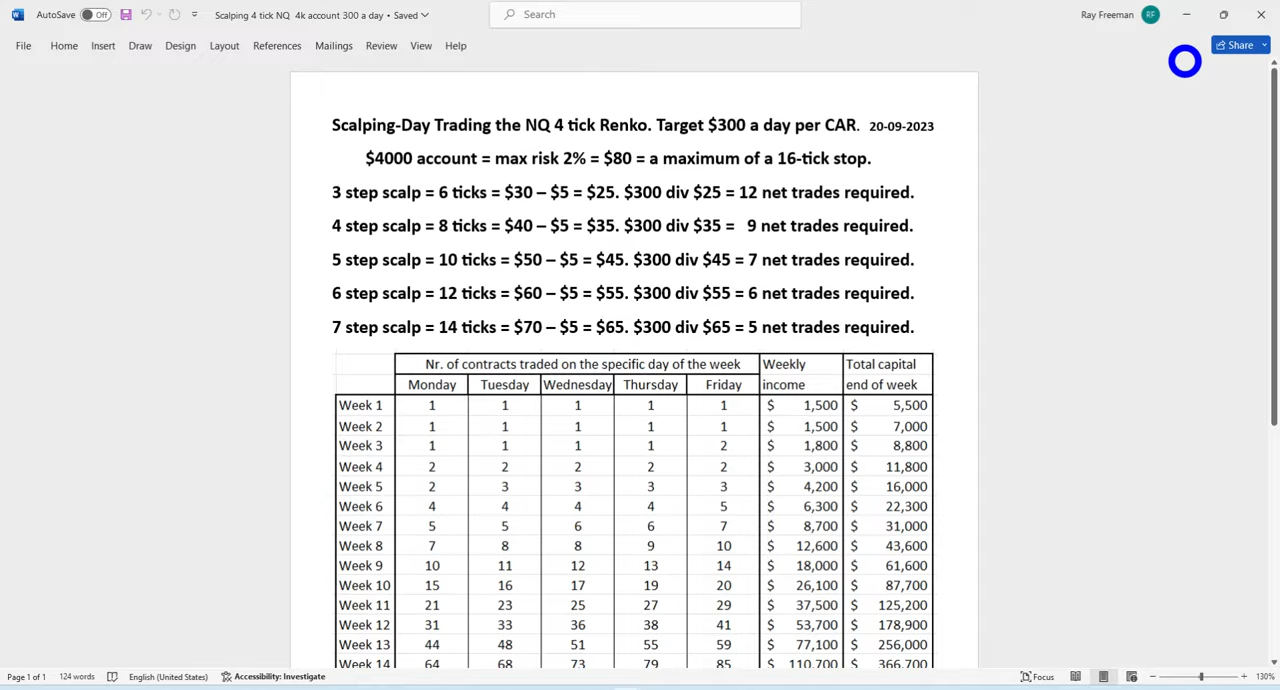 AutoSave Off Scalping 4 tick NQ 4k account 300 a day • Saved Search Ray Freeman RF
File Home Insert Draw Design Layout References Mailings Review View Help Share
Scalping-Day Trading the NQ 4 tick Renko. Target $300 a day per CAR. 20-09-2023
$4000 account = max risk 2% = $80 = a maximum of a 16-tick stop.
3 step scalp = 6 ticks = $30 – $5 = $25. $300 div $25 = 12 net trades required.
4 step scalp = 8 ticks = $40 – $5 = $35. $300 div $35 = 9 net trades required.
5 step scalp = 10 ticks = $50 – $5 = $45. $300 div $45 = 7 net trades required.
6 step scalp = 12 ticks = $60 – $5 = $55. $300 div $55 = 6 net trades required.
7 step scalp = 14 ticks = $70 – $5 = $65. $300 div $65 = 5 net trades required.
Nr. of contracts traded on the specific day of the week Weekly Total capital
Monday Tuesday Wednesday Thursday Friday income end of week
Week 1 1 1 1 1 1 $ 1,500 $ 5,500
Week 2 1 1 1 1 1 $ 1,500 $ 7,000
Week 3 1 1 1 1 2 $ 1,800 $ 8,800
Week 4 2 2 2 2 2 $ 3,000 $ 11,800
Week 5 2 3 3 3 3 $ 4,200 $ 16,000
Week 6 4 4 4 4 5 $ 6,300 $ 22,300
Week 7 5 5 6 6 7 $ 8,700 $ 31,000
Week 8 7 8 8 9 10 $ 12,600 $ 43,600
Week 9 10 11 12 13 14 $ 18,000 $ 61,600
Week 10 15 16 17 19 20 $ 26,100 $ 87,700
Week 11 21 23 25 27 29 $ 37,500 $ 125,200
Week 12 31 33 36 38 41 $ 53,700 $ 178,900
Week 13 44 48 51 55 59 $ 77,100 $ 256,000
Week 14 64 68 73 79 85 $ 110,700 $ 366,700
Page 1 of 1 124 words English (United States) Accessibility: Investigate Focus 130%